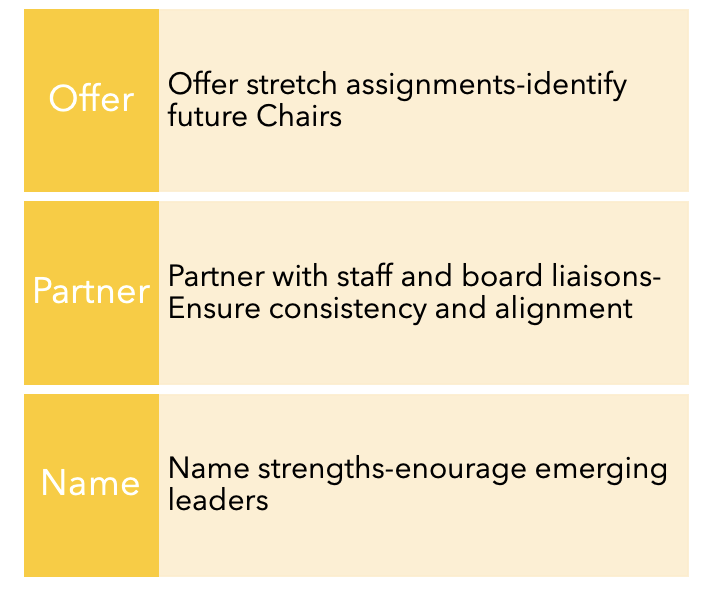 Offer
Offer stretch assignments-identify
future Chairs
Partner
Partner with staff and board liaisons-
Ensure consistency and alignment
Name
Name strengths-enourage emerging
leaders